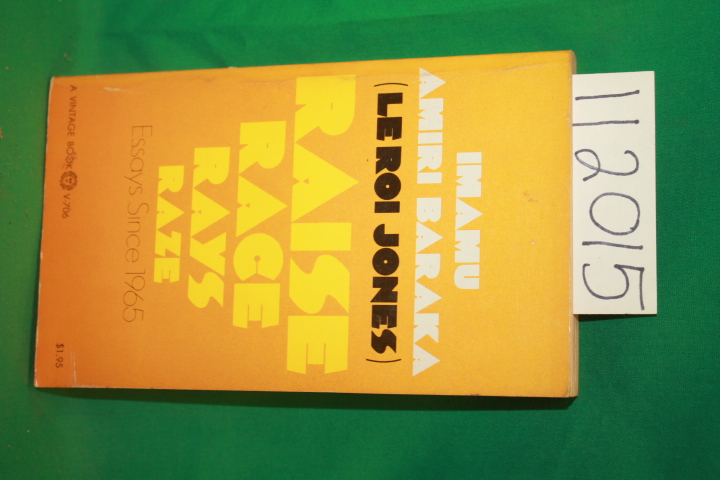 112015
IMAMU
AMIRI BARAKA
(LE ROI JONES)
RAISE
RACE
RAYS
RAZE
Essays Since 1965
A VINTAGE BOOK V-706
$1.95